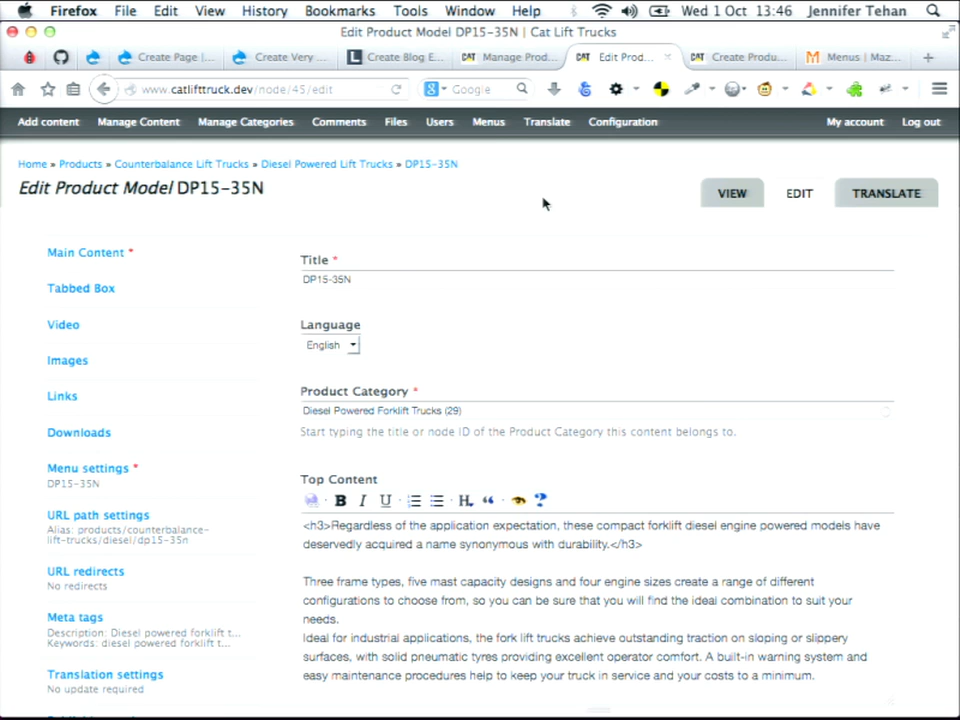 Firefox File Edit View History Bookmarks Tools Window Help Wed 1 Oct 13:46 Jennifer Tehan
Edit Product Model DP15-35N | Cat Lift Trucks
Create Page |... Create Very ... Create Blog E... CAT Manage Prod... CAT Edit Prod... CAT Create Produ... Menus | Maz...
www.catlifttruck.dev/node/45/edit Google
Add content Manage Content Manage Categories Comments Files Users Menus Translate Configuration My account Log out
Home » Products » Counterbalance Lift Trucks » Diesel Powered Lift Trucks » DP15-35N
Edit Product Model DP15-35N
VIEW EDIT TRANSLATE
Main Content *
Tabbed Box
Video
Images
Links
Downloads
Menu settings *
DP15-35N
URL path settings
Alias: products/counterbalance-
lift-trucks/diesel/dp15-35n
URL redirects
No redirects
Meta tags
Description: Diesel powered forklift t...
Keywords: diesel powered forklift t...
Translation settings
No update required
Title *
DP15-35N
Language
English
Product Category *
Diesel Powered Forklift Trucks (29)
Start typing the title or node ID of the Product Category this content belongs to.
Top Content
B I U H
<h3>Regardless of the application expectation, these compact forklift diesel engine powered models have
deservedly acquired a name synonymous with durability.</h3>
Three frame types, five mast capacity designs and four engine sizes create a range of different
configurations to choose from, so you can be sure that you will find the ideal combination to suit your
needs.
Ideal for industrial applications, the fork lift trucks achieve outstanding traction on sloping or slippery
surfaces, with solid pneumatic tyres providing excellent operator comfort. A built-in warning system and
easy maintenance procedures help to keep your truck in service and your costs to a minimum.